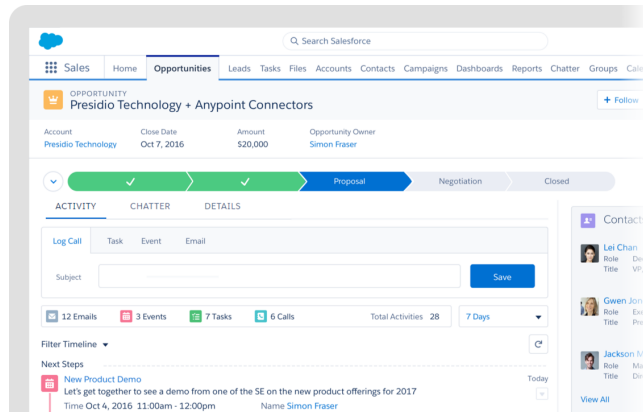 Search Salesforce
Sales Home Opportunities Leads Tasks Files Accounts Contacts Campaigns Dashboards Reports Chatter Groups
OPPORTUNITY
Presidio Technology + Anypoint Connectors
+ Follow
Account Close Date Amount Opportunity Owner
Presidio Technology Oct 7, 2016 $20,000 Simon Fraser
Proposal Negotiation Closed
ACTIVITY CHATTER DETAILS
Log Call Task Event Email
Subject Save
12 Emails 3 Events 7 Tasks 6 Calls Total Activities 28 7 Days
Filter Timeline
Next Steps
New Product Demo Today
Let's get together to see a demo from one of the SE on the new product offerings for 2017
Time Oct 4, 2016 11:00am - 12:00pm Name Simon Fraser
Contact
Lei Chan
Role
Title VP
Gwen
Role
Title
Jackson
Role
Title
View All